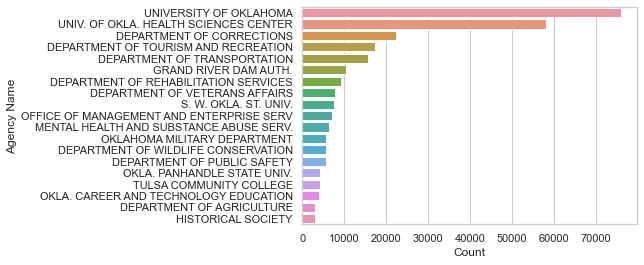 UNIVERSITY OF OKLAHOMA
UNIV. OF OKLA. HEALTH SCIENCES CENTER
DEPARTMENT OF CORRECTIONS
DEPARTMENT OF TOURISM AND RECREATION
DEPARTMENT OF TRANSPORTATION
GRAND RIVER DAM AUTH.
DEPARTMENT OF REHABILITATION SERVICES
DEPARTMENT OF VETERANS AFFAIRS
S. W. OKLA. ST. UNIV.
OFFICE OF MANAGEMENT AND ENTERPRISE SERV
MENTAL HEALTH AND SUBSTANCE ABUSE SERV.
OKLAHOMA MILITARY DEPARTMENT
DEPARTMENT OF WILDLIFE CONSERVATION
DEPARTMENT OF PUBLIC SAFETY
OKLA. PANHANDLE STATE UNIV.
TULSA COMMUNITY COLLEGE
OKLA. CAREER AND TECHNOLOGY EDUCATION
DEPARTMENT OF AGRICULTURE
HISTORICAL SOCIETY
Agency Name
0 10000 20000 30000 40000 50000 60000 70000
Count